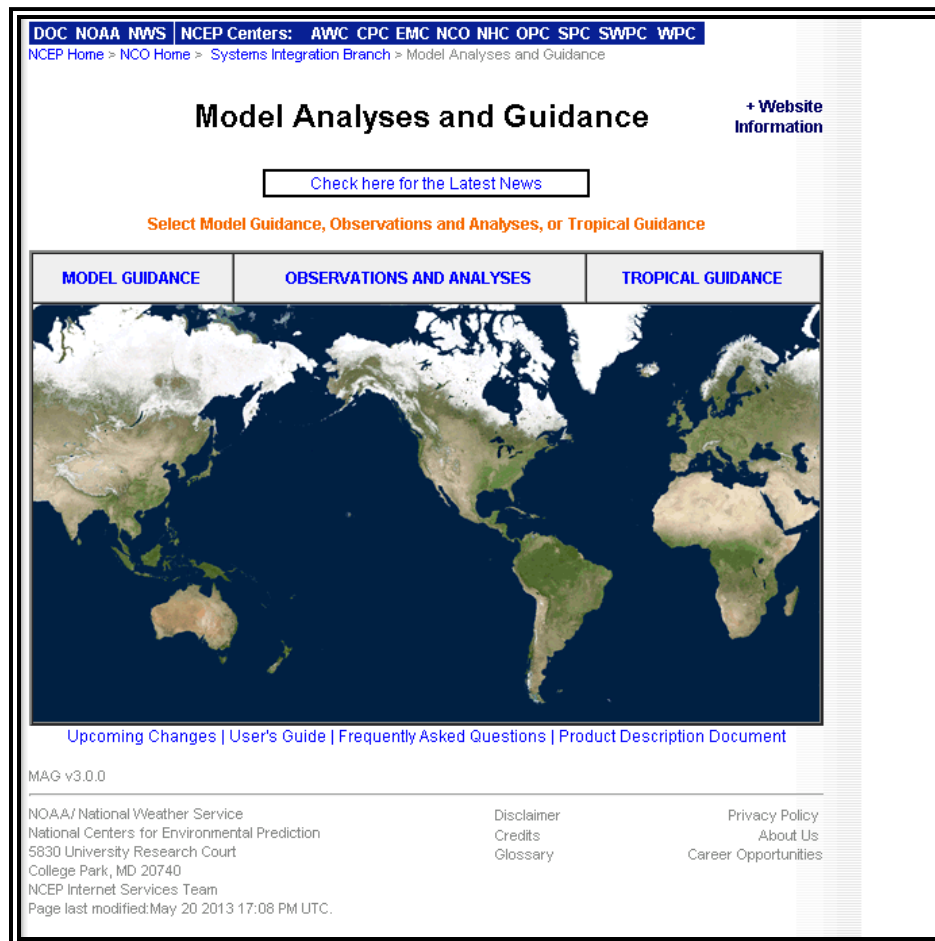 DOC NOAA NWS NCEP Centers: AWC CPC EMC NCO NHC OPC SPC SWPC WPC
NCEP Home > NCO Home > Systems Integration Branch > Model Analyses and Guidance
Model Analyses and Guidance
+ Website
Information
Check here for the Latest News
Select Model Guidance, Observations and Analyses, or Tropical Guidance
MODEL GUIDANCE OBSERVATIONS AND ANALYSES TROPICAL GUIDANCE
Upcoming Changes | User's Guide | Frequently Asked Questions | Product Description Document
MAG v3.0.0
NOAA/ National Weather Service
National Centers for Environmental Prediction
5830 University Research Court
College Park, MD 20740
NCEP Internet Services Team
Page last modified:May 20 2013 17:08 PM UTC.
Disclaimer
Credits
Glossary
Privacy Policy
About Us
Career Opportunities